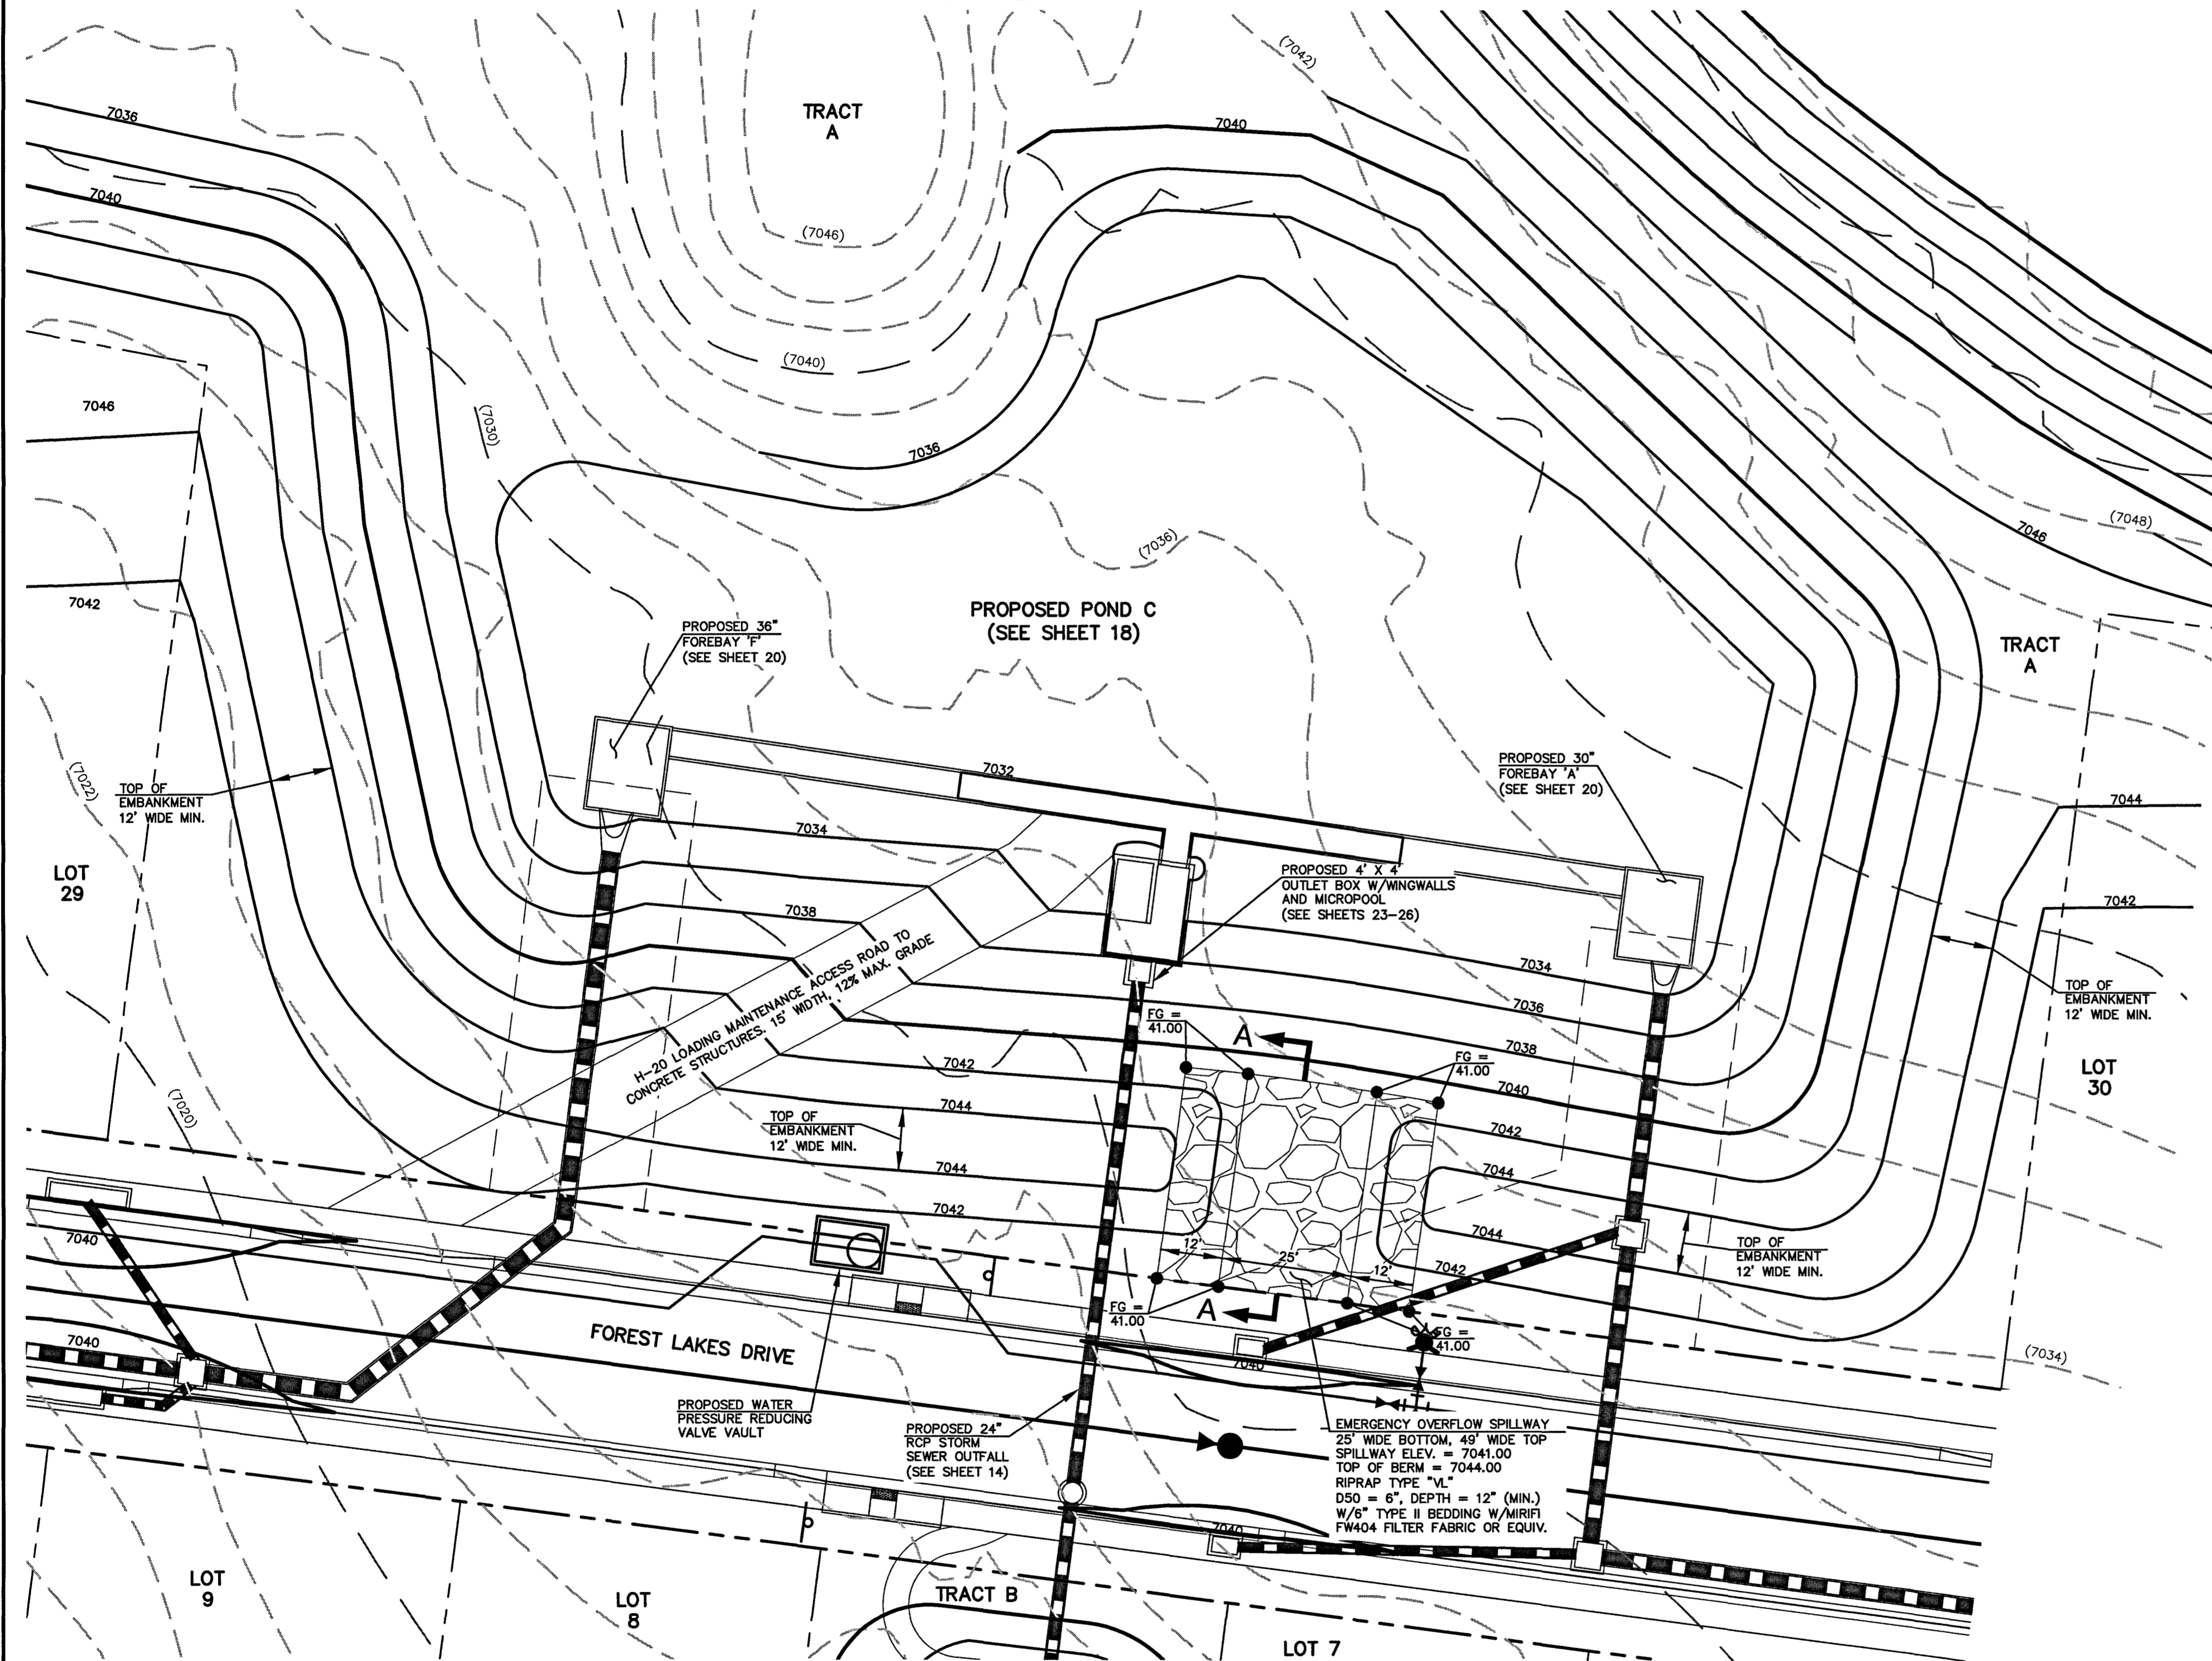 (7042)
TRACT
A
7036
7040
7040
(7046)
(7040)
7046
(7030)
7036
(7048)
7046
(7036)
7042
PROPOSED POND C
(SEE SHEET 18)
PROPOSED 36"
FOREBAY 'F'
(SEE SHEET 20)
TRACT
A
(7022)
TOP OF
EMBANKMENT
12' WIDE MIN.
7032
PROPOSED 30"
FOREBAY 'A'
(SEE SHEET 20)
7044
7034
LOT
29
PROPOSED 4' X 4'
OUTLET BOX W/WINGWALLS
AND MICROPOOL
(SEE SHEETS 23-26)
7038
7042
H-20 LOADING MAINTENANCE ACCESS ROAD TO
CONCRETE STRUCTURES. 15' WIDTH, 12% MAX. GRADE
7034
7036
TOP OF
EMBANKMENT
12' WIDE MIN.
FG =
41.00
A
7038
FG =
41.00
7042
7040
LOT
30
(7020)
7044
TOP OF
EMBANKMENT
12' WIDE MIN.
7042
7044
7044
7042
7044
7040
12'
25'
12'
7042
TOP OF
EMBANKMENT
12' WIDE MIN.
FG =
41.00
A
FG =
41.00
7040
FOREST LAKES DRIVE
7040
(7034)
PROPOSED WATER
PRESSURE REDUCING
VALVE VAULT
PROPOSED 24"
RCP STORM
SEWER OUTFALL
(SEE SHEET 14)
EMERGENCY OVERFLOW SPILLWAY
25' WIDE BOTTOM, 49' WIDE TOP
SPILLWAY ELEV. = 7041.00
TOP OF BERM = 7044.00
RIPRAP TYPE "VL"
D50 = 6", DEPTH = 12" (MIN.)
W/6" TYPE II BEDDING W/MIRIFI
FW404 FILTER FABRIC OR EQUIV.
7040
LOT
9
LOT
8
TRACT B
LOT 7